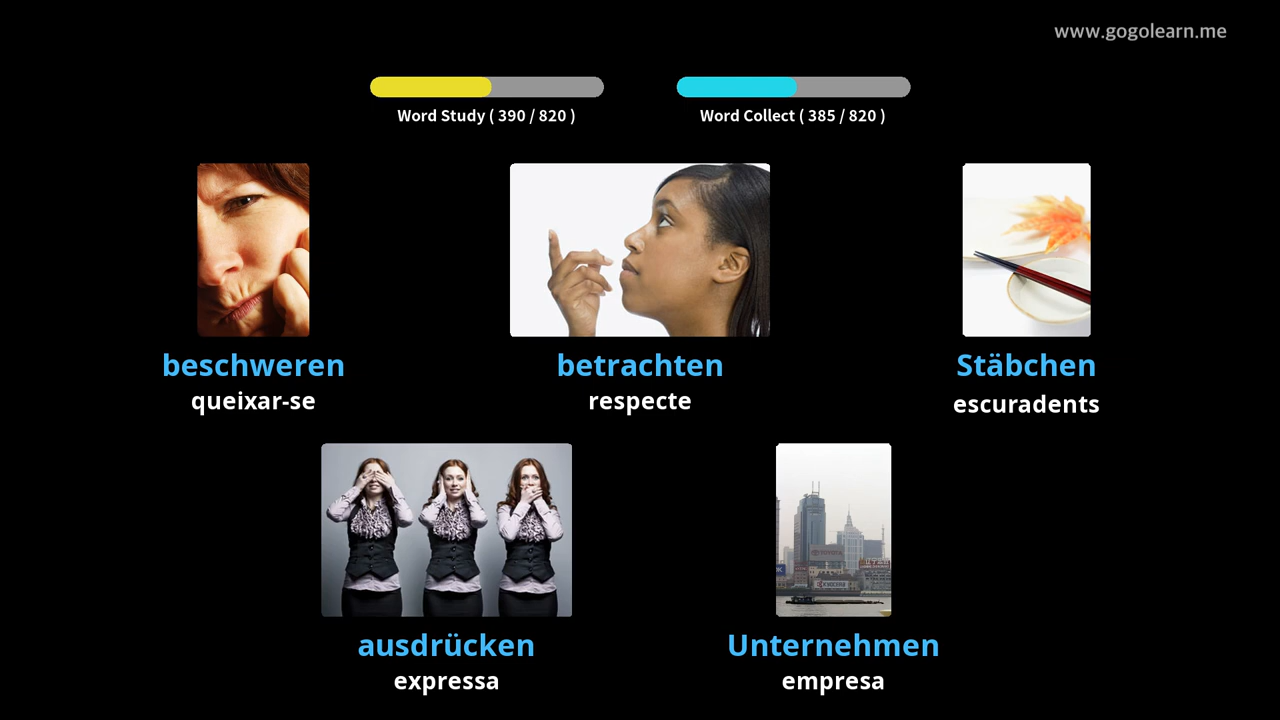 www.gogolearn.me
Word Study ( 390 / 820 )
Word Collect ( 385 / 820 )
beschweren
queixar-se
betrachten
respecte
Stäbchen
escuradents
ausdrücken
expressa
Unternehmen
empresa